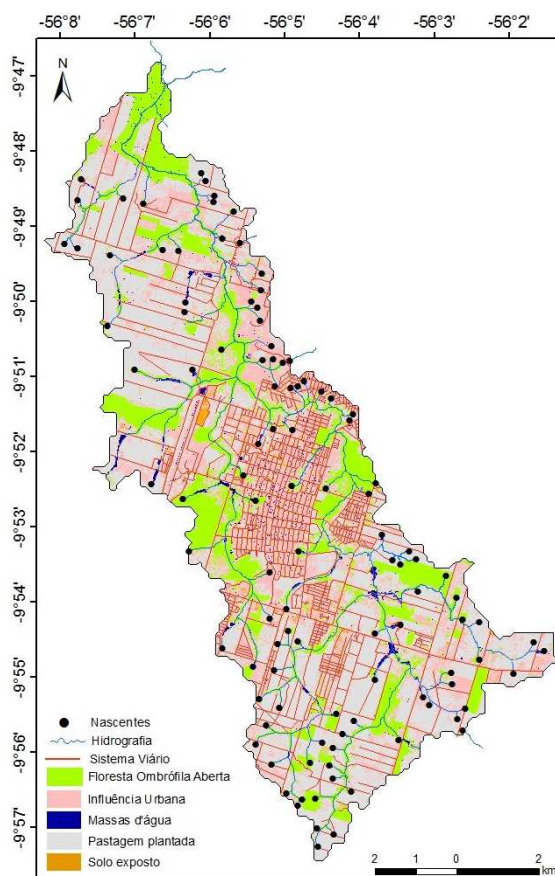 -56°8' -56°7' -56°6' -56°5' -56°4' -56°3' -56°2'
-9°47'
N
-9°48'
-9°49'
-9°50'
-9°51'
-9°52'
-9°53'
-9°54'
-9°55'
-9°56'
-9°57'
Nascentes
Hidrografia
Sistema Viário
Floresta Ombrófila Aberta
Influência Urbana
Massas d'água
Pastagem plantada
Solo exposto
2 1 0 2
km